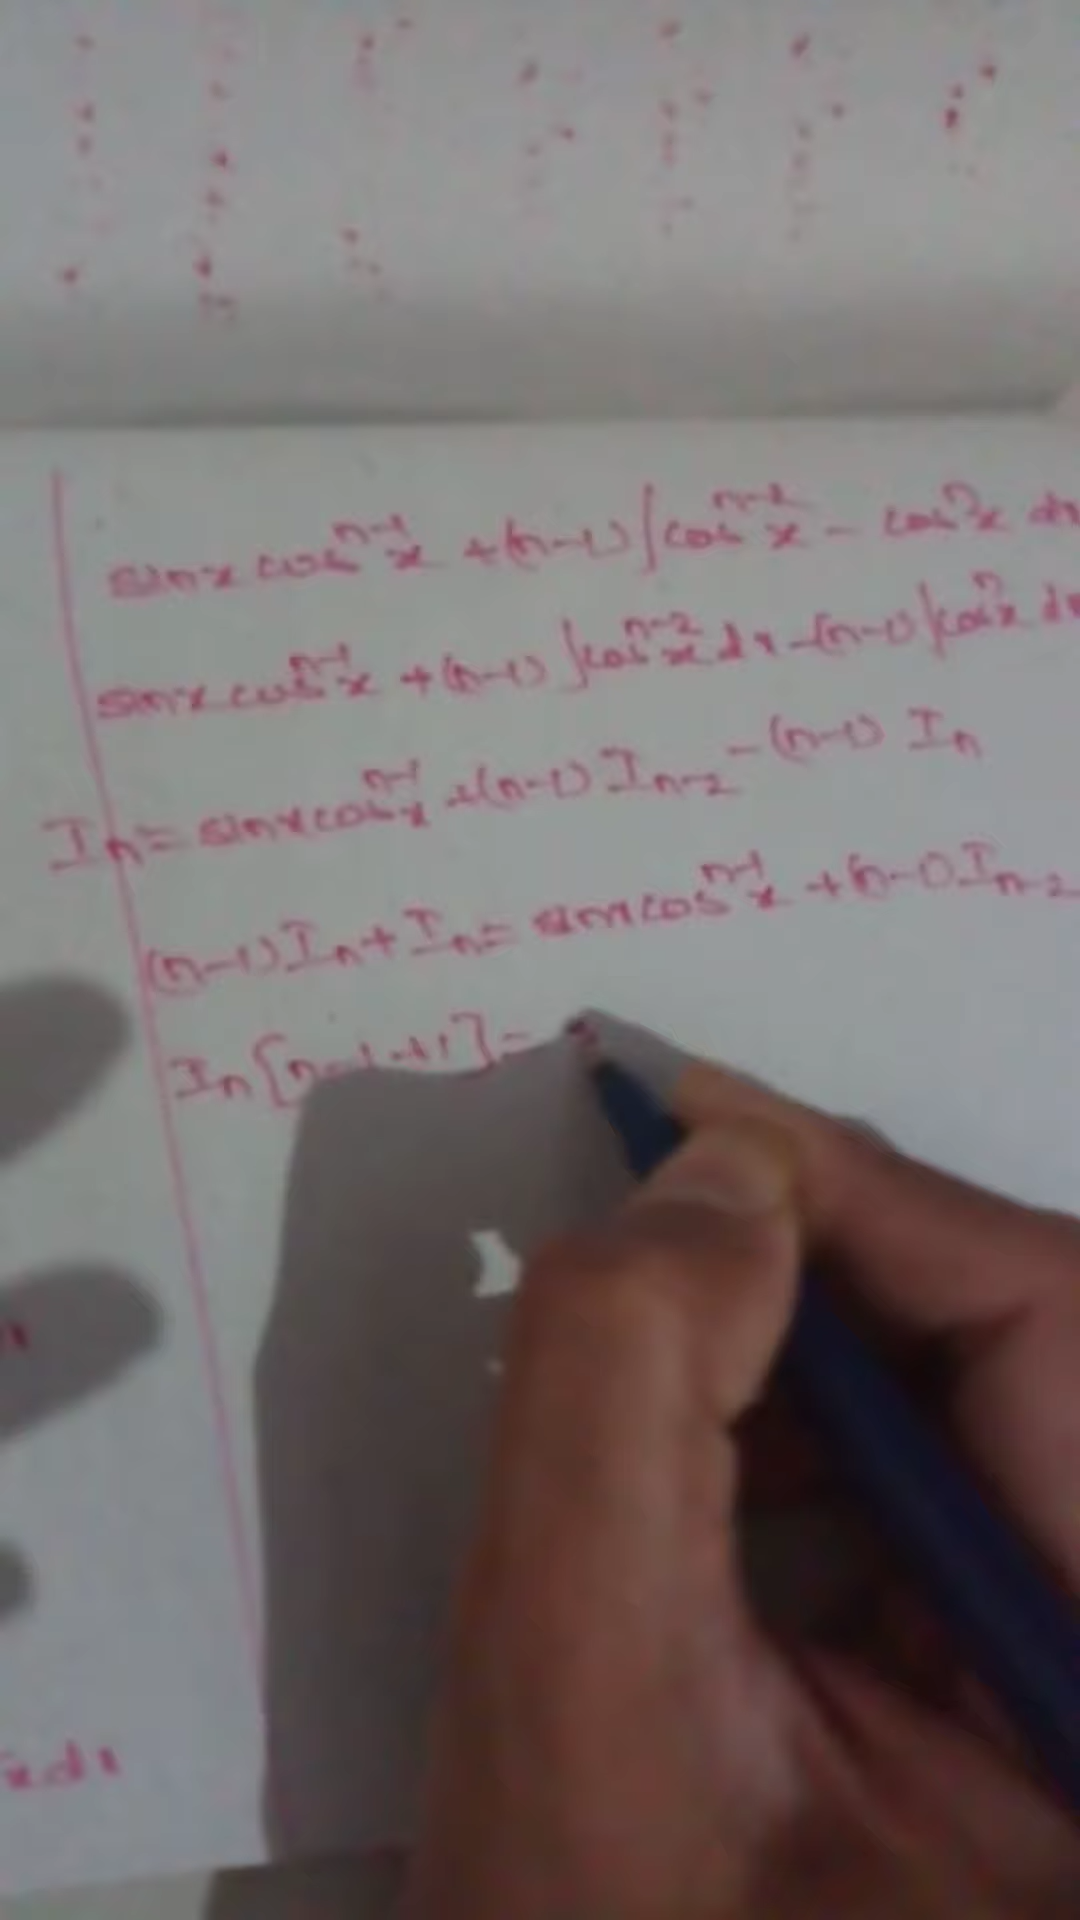 sinx cos^{n-1}x + (n-1) ∫cos^{n-2}x - cos^n x dx
sinx cos^{n-1}x + (n-1) ∫cos^{n-2}x dx - (n-1) ∫cos^n x dx
I_n = sinx cos^{n-1}x + (n-1) I_{n-2} - (n-1) I_n
(n-1) I_n + I_n = sinx cos^{n-1}x + (n-1) I_{n-2}
I_n [n-1+1] = s
x dx